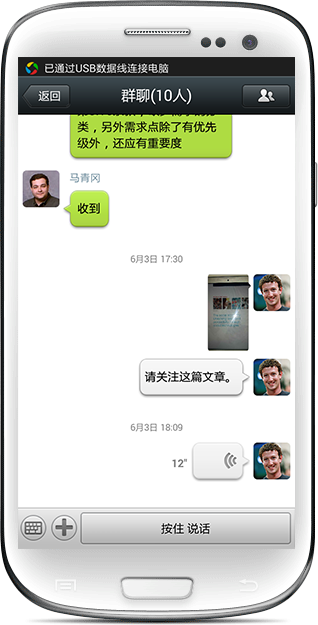 已通过USB数据线连接电脑
返回
群聊(10人)
类，另外需求点除了有优先
级外，还应有重要度
马青冈
收到
6月3日 17:30
请关注这篇文章。
6月3日 18:09
12"
按住 说话